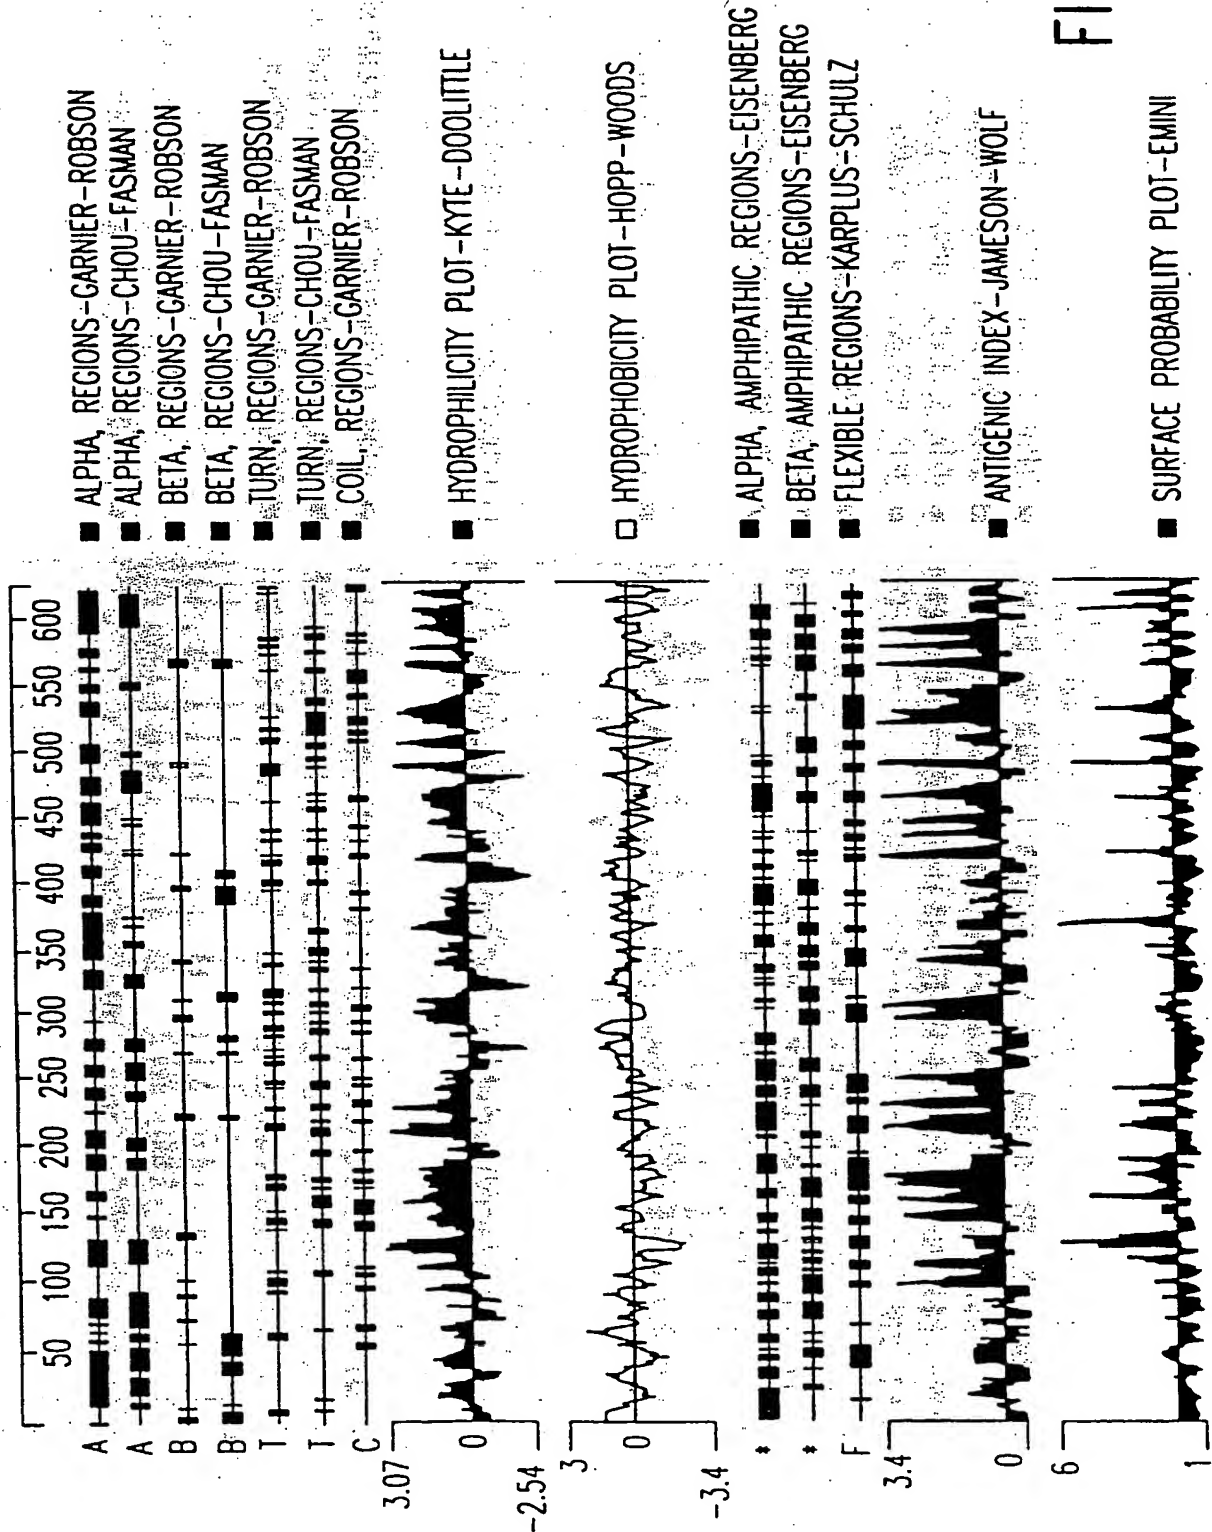 50 100 150 200 250 300 350 400 450 500 550 600
A ALPHA, REGIONS-GARNIER-ROBSON
A ALPHA, REGIONS-CHOU-FASMAN
B BETA, REGIONS-GARNIER-ROBSON
B BETA, REGIONS-CHOU-FASMAN
T TURN, REGIONS-GARNIER-ROBSON
T TURN, REGIONS-CHOU-FASMAN
C COIL, REGIONS-GARNIER-ROBSON
3.07
0 HYDROPHILICITY PLOT-KYTE-DOOLITTLE
-2.54
3
0 HYDROPHOBICITY PLOT-HOPP-WOODS
-3.4
* ALPHA, AMPHIPATHIC REGIONS-EISENBERG
* BETA, AMPHIPATHIC REGIONS-EISENBERG
F FLEXIBLE REGIONS-KARPLUS-SCHULZ
3.4
ANTIGENIC INDEX-JAMESON-WOLF
0
6
SURFACE PROBABILITY PLOT-EMINI
1
FI